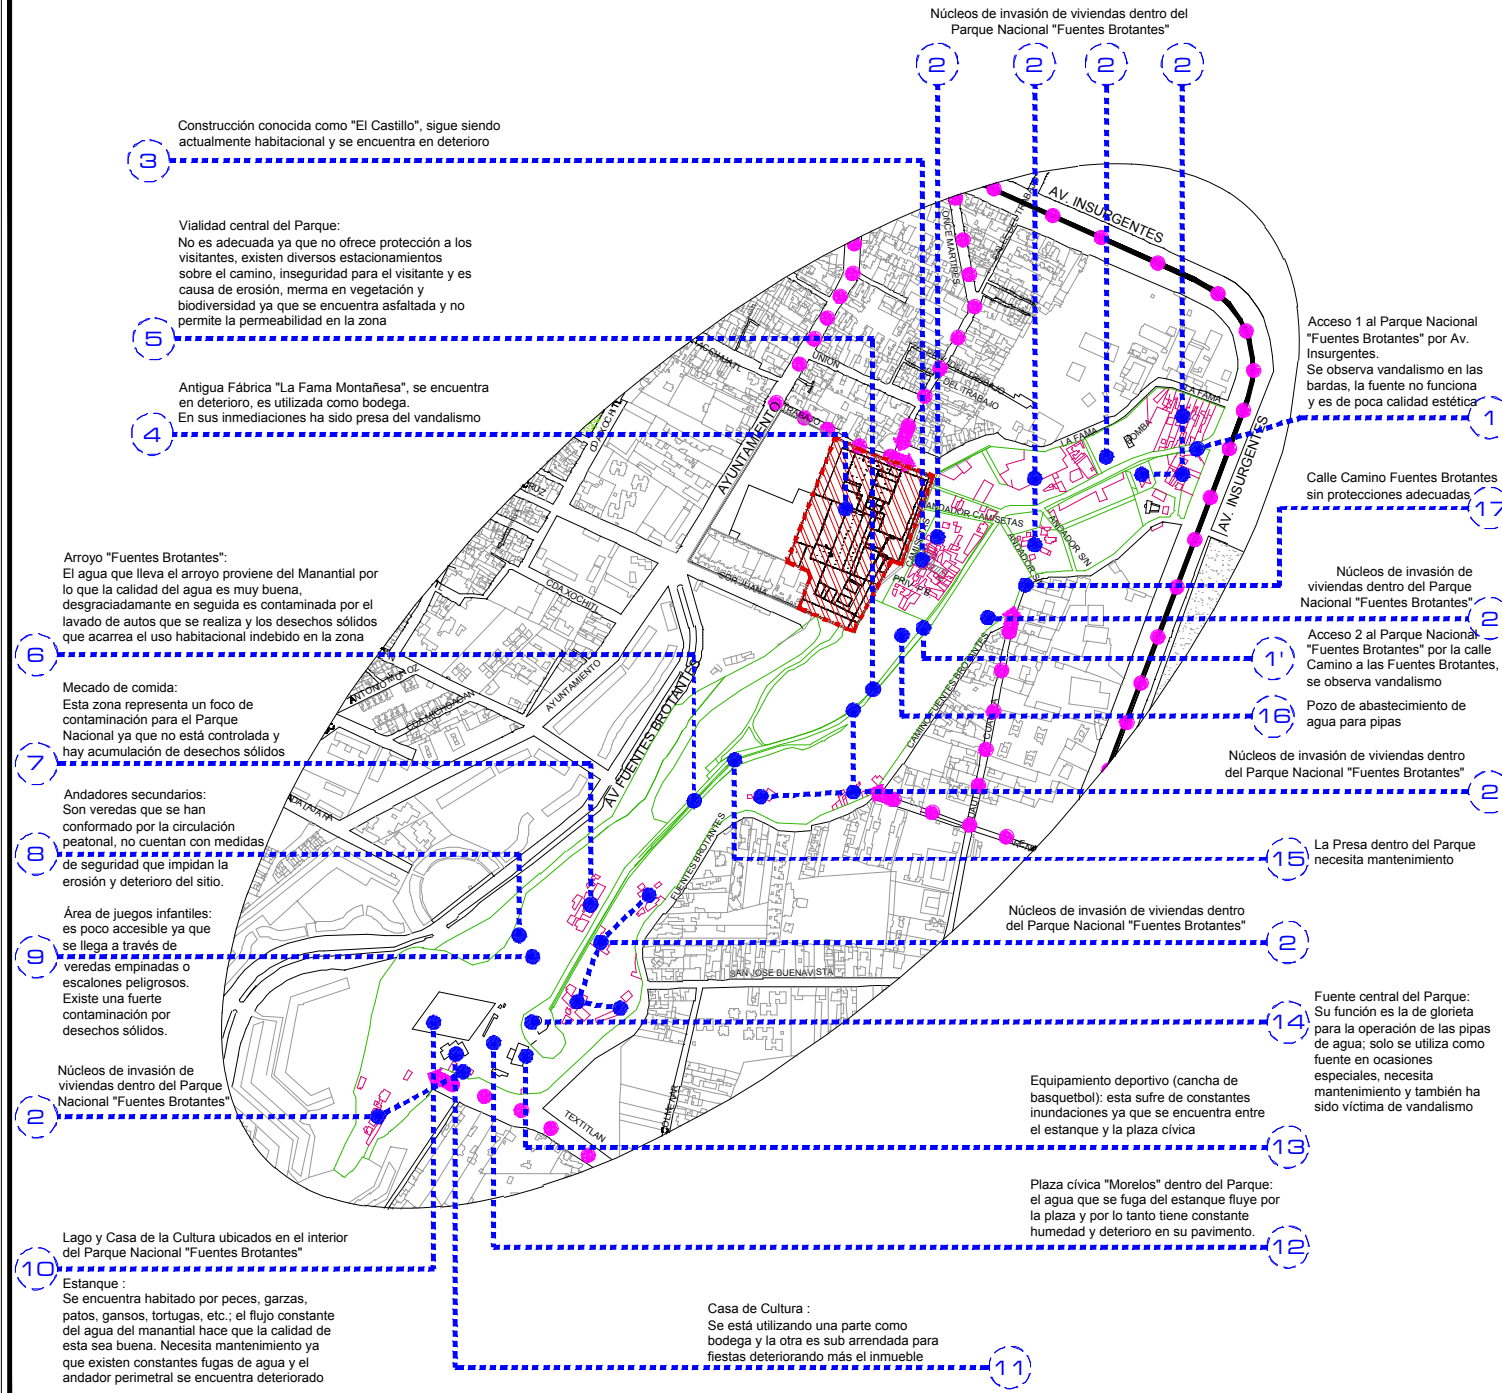 Núcleos de invasión de viviendas dentro del
Parque Nacional "Fuentes Brotantes"
2
2
2
2
Construcción conocida como "El Castillo", sigue siendo
actualmente habitacional y se encuentra en deterioro
3
Vialidad central del Parque:
No es adecuada ya que no ofrece protección a los
visitantes, existen diversos estacionamientos
sobre el camino, inseguridad para el visitante y es
causa de erosión, merma en vegetación y
biodiversidad ya que se encuentra asfaltada y no
permite la permeabilidad en la zona
5
Antigua Fábrica "La Fama Montañesa", se encuentra
en deterioro, es utilizada como bodega.
En sus inmediaciones ha sido presa del vandalismo
4
Arroyo "Fuentes Brotantes":
El agua que lleva el arroyo proviene del Manantial por
lo que la calidad del agua es muy buena,
desgraciadamante en seguida es contaminada por el
lavado de autos que se realiza y los desechos sólidos
que acarrea el uso habitacional indebido en la zona
6
Mecado de comida:
Esta zona representa un foco de
contaminación para el Parque
Nacional ya que no está controlada y
hay acumulación de desechos sólidos
7
Andadores secundarios:
Son veredas que se han
conformado por la circulación
peatonal, no cuentan con medidas
de seguridad que impidan la
erosión y deterioro del sitio.
8
Área de juegos infantiles:
es poco accesible ya que
se llega a través de
veredas empinadas o
escalones peligrosos.
Existe una fuerte
contaminación por
desechos sólidos.
9
Núcleos de invasión de
viviendas dentro del Parque
Nacional "Fuentes Brotantes"
2
Lago y Casa de la Cultura ubicados en el interior
del Parque Nacional "Fuentes Brotantes"
10
Estanque :
Se encuentra habitado por peces, garzas,
patos, gansos, tortugas, etc.; el flujo constante
del agua del manantial hace que la calidad de
esta sea buena. Necesita mantenimiento ya
que existen constantes fugas de agua y el
andador perimetral se encuentra deteriorado
Casa de Cultura :
Se está utilizando una parte como
bodega y la otra es sub arrendada para
fiestas deteriorando más el inmueble
11
Acceso 1 al Parque Nacional
"Fuentes Brotantes" por Av.
Insurgentes.
Se observa vandalismo en las
bardas, la fuente no funciona
y es de poca calidad estética
1
Calle Camino Fuentes Brotantes
sin protecciones adecuadas
17
Núcleos de invasión de
viviendas dentro del Parque
Nacional "Fuentes Brotantes"
2
Acceso 2 al Parque Nacional
"Fuentes Brotantes" por la calle
Camino a las Fuentes Brotantes,
se observa vandalismo
1'
Pozo de abastecimiento de
agua para pipas
16
Núcleos de invasión de viviendas dentro
del Parque Nacional "Fuentes Brotantes"
2
La Presa dentro del Parque
necesita mantenimiento
15
Núcleos de invasión de viviendas dentro
del Parque Nacional "Fuentes Brotantes"
2
Fuente central del Parque:
Su función es la de glorieta
para la operación de las pipas
de agua; solo se utiliza como
fuente en ocasiones
especiales, necesita
mantenimiento y también ha
sido víctima de vandalismo
14
Equipamiento deportivo (cancha de
basquetbol): esta sufre de constantes
inundaciones ya que se encuentra entre
el estanque y la plaza cívica
13
Plaza cívica "Morelos" dentro del Parque:
el agua que se fuga del estanque fluye por
la plaza y por lo tanto tiene constante
humedad y deterioro en su pavimento.
12
AV. INSURGENTES
AV. INSURGENTES
ONCE MARTIRES
UNION
TRABAJO
DEL TRABAJO
AYUNTAMIENTO
LA FAMA
LA FAMA
BOMBA
ANDADOR CAMISETAS
ANDADOR S/N
COAXOCHITL
SOR JUANA
AYUNTAMIENTO
ANTONIO MUÑOZ
AV FUENTES BROTANTES
CAMINO FUENTES BROTANTES
FUENTES BROTANTES
SAN JOSE BUENAVISTA
TEXTITLAN